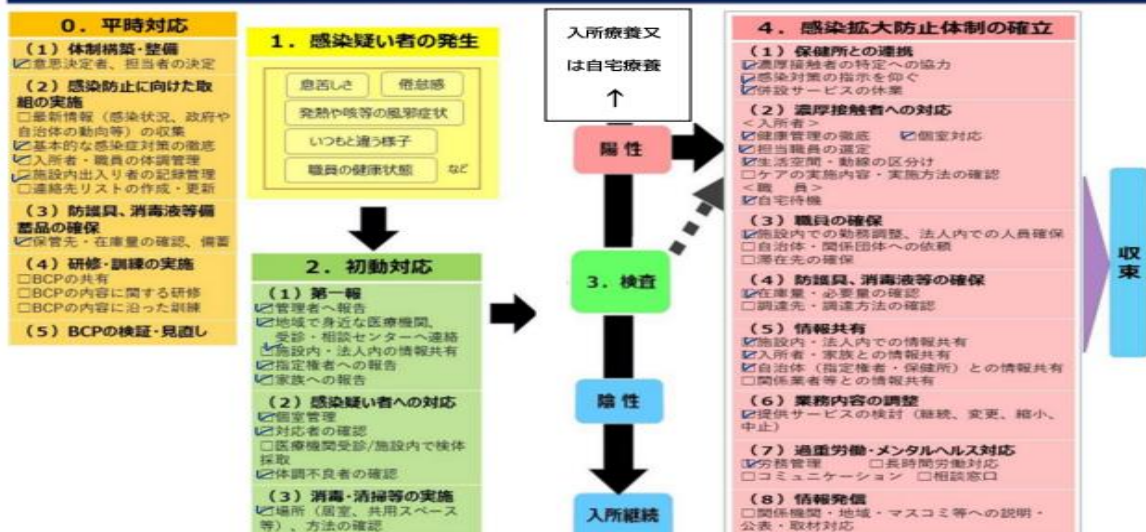 0. 平時対応
(1) 体制構築・整備
☑意思決定者、担当者の決定
(2) 感染防止に向けた取
組の実施
□最新情報（感染状況、政府や
自治体の動向等）の収集
☑基本的な感染症対策の徹底
☑入所者・職員の体調管理
☑施設内出入り者の記録管理
□連絡先リストの作成・更新
(3) 防護具、消毒液等備
蓄品の確保
☑保管先・在庫量の確認、備蓄
(4) 研修・訓練の実施
□BCPの共有
□BCPの内容に関する研修
□BCPの内容に沿った訓練
(5) BCPの検証・見直し
1. 感染疑い者の発生
息苦しさ
倦怠感
発熱や咳等の風邪症状
いつもと違う様子
職員の健康状態
など
2. 初動対応
(1) 第一報
☑管理者へ報告
☑地域で身近な医療機関、
受診・相談センターへ連絡
☑施設内・法人内の情報共有
☑指定権者への報告
☑家族への報告
(2) 感染疑い者への対応
☑個室管理
☑対応者の確認
□医療機関受診/施設内で検体
採取
☑体調不良者の確認
(3) 消毒・清掃等の実施
☑場所（居室、共用スペース
等）、方法の確認
入所療養又
は自宅療養
↑
陽性
3. 検査
陰性
入所継続
4. 感染拡大防止体制の確立
(1) 保健所との連携
☑濃厚接触者の特定への協力
☑感染対策の指示を仰ぐ
☑併設サービスの休業
(2) 濃厚接触者への対応
＜入所者＞
☑健康管理の徹底 ☑個室対応
☑担当職員の選定
☑生活空間・動線の区分け
□ケアの実施内容・実施方法の確認
＜職 員＞
☑自宅待機
(3) 職員の確保
☑施設内での勤務調整、法人内での人員確保
□自治体・関係団体への依頼
□滞在先の確保
(4) 防護具、消毒液等の確保
☑在庫量・必要量の確認
□調達先・調達方法の確認
(5) 情報共有
☑施設内・法人内での情報共有
☑入所者・家族との情報共有
☑自治体（指定権者・保健所）との情報共有
□関係業者等との情報共有
(6) 業務内容の調整
☑提供サービスの検討（継続、変更、縮小、
中止）
(7) 過重労働・メンタルヘルス対応
☑労務管理 □長時間労働対応
□コミュニケーション □相談窓口
(8) 情報発信
□関係機関・地域・マスコミ等への説明・
公表・取材対応
収束